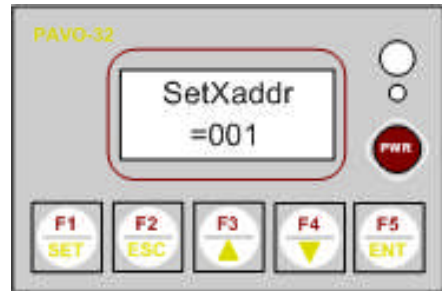 PAVO-32
SetXaddr
=001
PWR
F1
SET
F2
ESC
F3
▲
F4
▼
F5
ENT